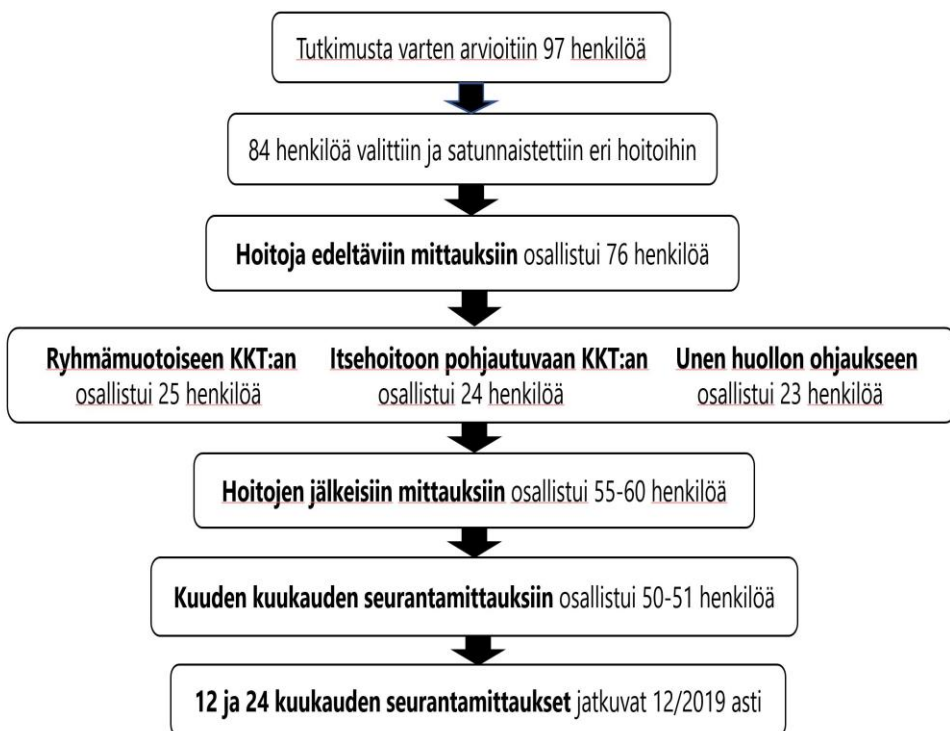 Tutkimusta varten arvioitiin 97 henkilöä
84 henkilöä valittiin ja satunnaistettiin eri hoitoihin
Hoitoja edeltäviin mittauksiin osallistui 76 henkilöä
Ryhmämuotoiseen KKT:an
osallistui 25 henkilöä
Itsehoitoon pohjautuvaan KKT:an
osallistui 24 henkilöä
Unen huollon ohjaukseen
osallistui 23 henkilöä
Hoitojen jälkeisiin mittauksiin osallistui 55-60 henkilöä
Kuuden kuukauden seurantamittauksiin osallistui 50-51 henkilöä
12 ja 24 kuukauden seurantamittaukset jatkuvat 12/2019 asti